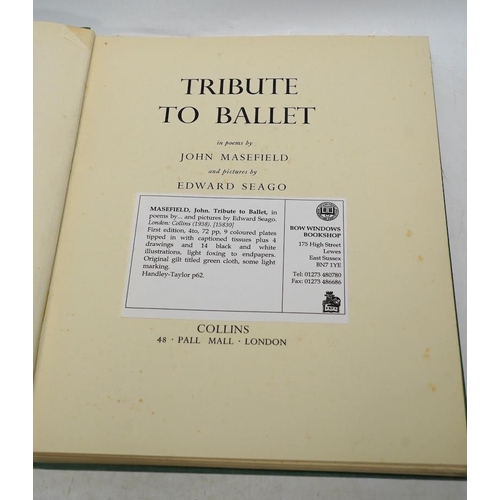 TRIBUTE
TO BALLET
in poems by
JOHN MASEFIELD
and pictures by
EDWARD SEAGO
MASEFIELD, John. Tribute to Ballet, in
poems by... and pictures by Edward Seago.
London: Collins (1938). [15830]
First edition, 4to, 72 pp, 9 coloured plates
tipped in with captioned tissues plus 4
drawings and 14 black and white
illustrations, light foxing to endpapers.
Original gilt titled green cloth, some light
marking.
Handley-Taylor p62.
BOW WINDOWS
BOOKSHOP
175 High Street
Lewes
East Sussex
BN7 1YE
Tel: 01273 480780
Fax: 01273 486686
COLLINS
48 · PALL MALL · LONDON